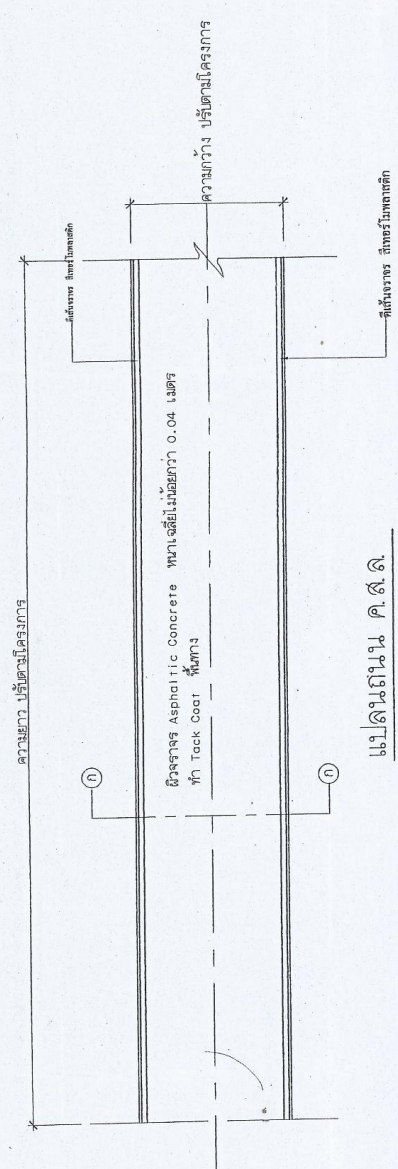 ความยาว ปรับตามโครงการ
ตีเส้นจราจร สีเทอร์โมพลาสติก
ความกว้าง ปรับตามโครงการ
ก
ผิวจราจร Asphaltic Concrete หนาเฉลี่ยไม่น้อยกว่า 0.04 เมตร
ทำ Tack Coat พื้นทาง
ก
ตีเส้นจราจร สีเทอร์โมพลาสติก
แปลนถนน ค.ส.ล.